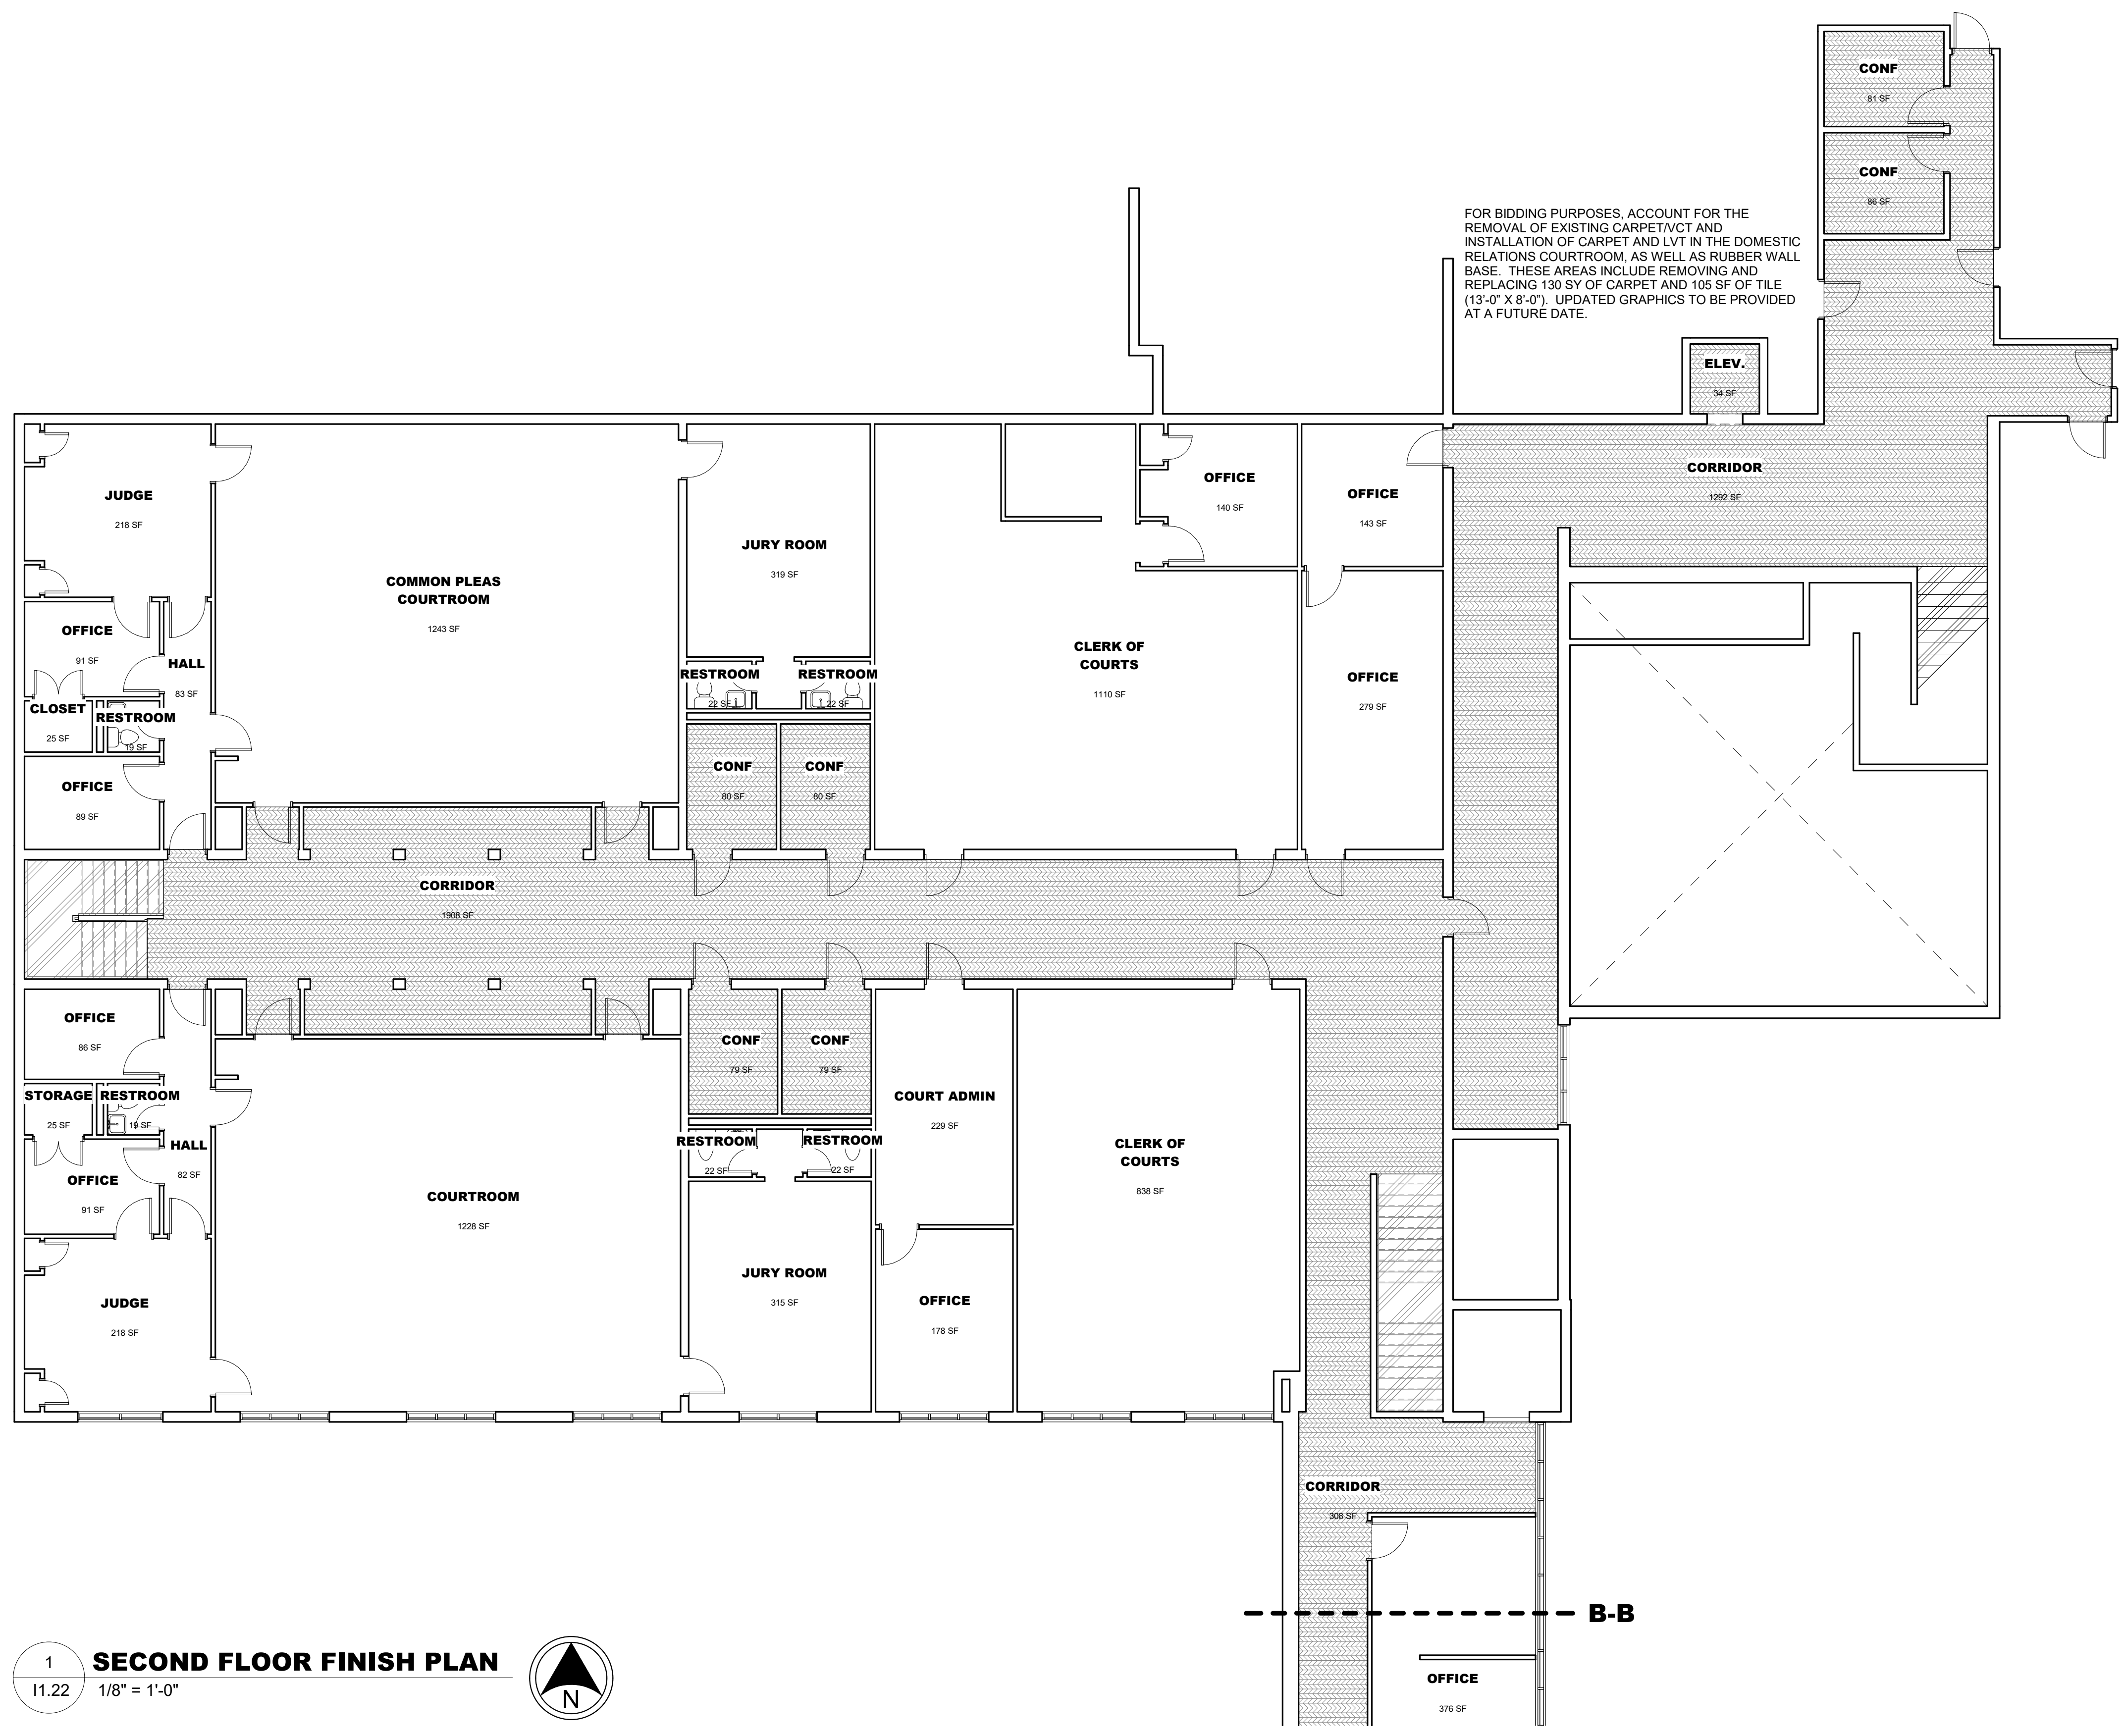 CONF
81 SF
CONF
86 SF
FOR BIDDING PURPOSES, ACCOUNT FOR THE
REMOVAL OF EXISTING CARPET/VCT AND
INSTALLATION OF CARPET AND LVT IN THE DOMESTIC
RELATIONS COURTROOM, AS WELL AS RUBBER WALL
BASE. THESE AREAS INCLUDE REMOVING AND
REPLACING 130 SY OF CARPET AND 105 SF OF TILE
(13'-0" X 8'-0"). UPDATED GRAPHICS TO BE PROVIDED
AT A FUTURE DATE.
ELEV.
34 SF
CORRIDOR
1292 SF
JUDGE
218 SF
COMMON PLEAS
COURTROOM
1243 SF
JURY ROOM
319 SF
OFFICE
140 SF
OFFICE
143 SF
OFFICE
91 SF
HALL
83 SF
CLERK OF
COURTS
1110 SF
OFFICE
279 SF
RESTROOM
22 SF
RESTROOM
22 SF
CLOSET
25 SF
RESTROOM
19 SF
OFFICE
89 SF
CONF
80 SF
CONF
80 SF
CORRIDOR
1908 SF
OFFICE
86 SF
CONF
79 SF
CONF
79 SF
STORAGE
25 SF
RESTROOM
19 SF
COURT ADMIN
229 SF
HALL
82 SF
RESTROOM
22 SF
RESTROOM
22 SF
CLERK OF
COURTS
838 SF
OFFICE
91 SF
COURTROOM
1228 SF
JUDGE
218 SF
JURY ROOM
315 SF
OFFICE
178 SF
CORRIDOR
308 SF
B-B
OFFICE
376 SF
1
I1.22
SECOND FLOOR FINISH PLAN
1/8" = 1'-0"
N